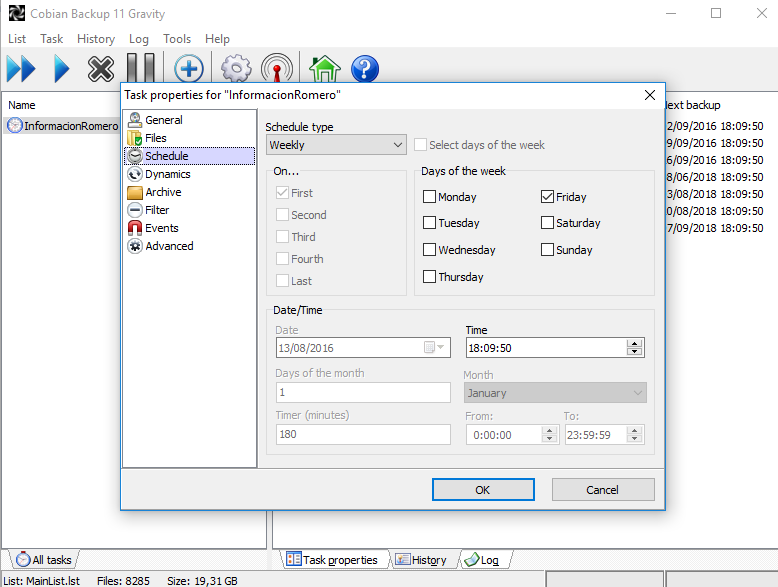 Cobian Backup 11 Gravity
List Task History Log Tools Help
Name
InformacionRomero
ext backup
2/09/2016 18:09:50
9/09/2016 18:09:50
6/09/2016 18:09:50
8/06/2018 18:09:50
3/08/2018 18:09:50
0/08/2018 18:09:50
7/09/2018 18:09:50
Task properties for "InformacionRomero"
General
Files
Schedule
Dynamics
Archive
Filter
Events
Advanced
Schedule type
Weekly
Select days of the week
On...
First
Second
Third
Fourth
Last
Days of the week
Monday Friday
Tuesday Saturday
Wednesday Sunday
Thursday
Date/Time
Date Time
13/08/2016 18:09:50
Days of the month Month
1 January
Timer (minutes) From: To:
180 0:00:00 23:59:59
OK Cancel
All tasks
Task properties History Log
List: MainList.lst Files: 8285 Size: 19,31 GB